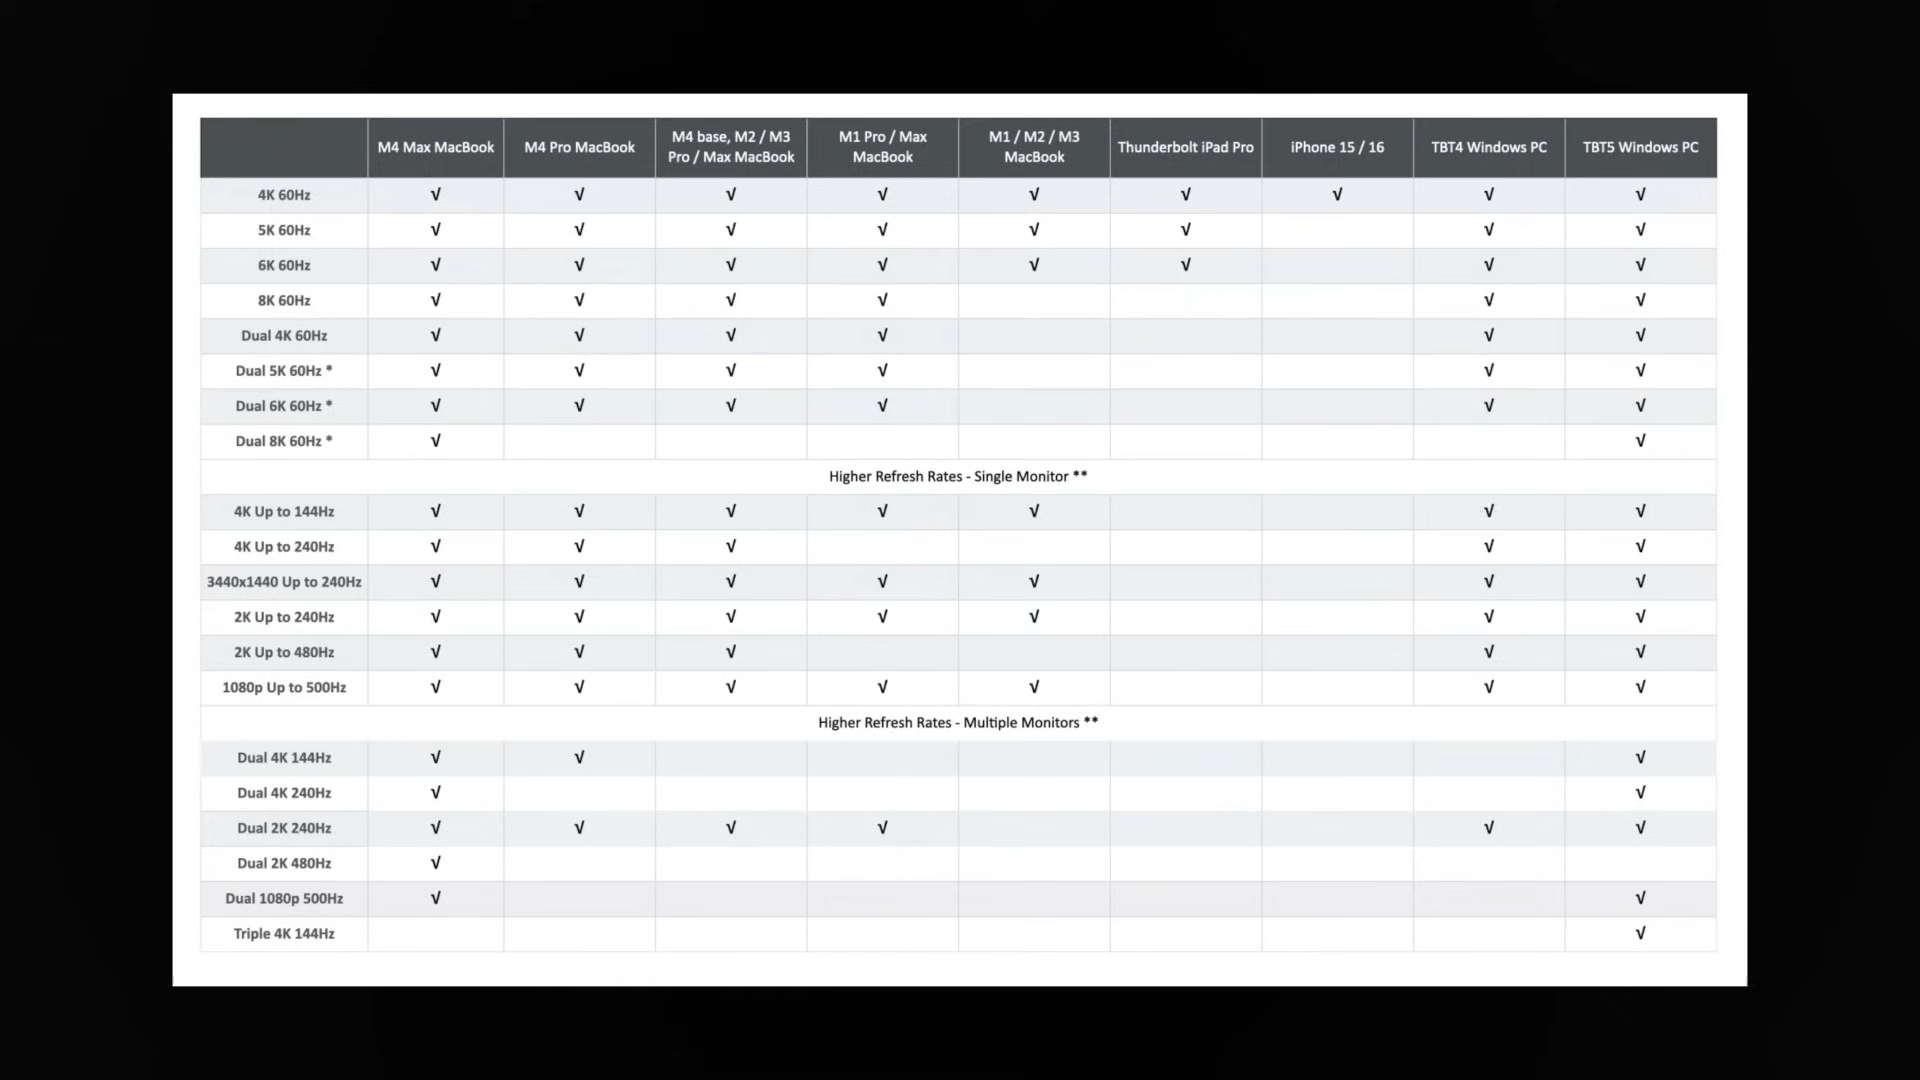 M4 Max MacBook M4 Pro MacBook M4 base, M2 / M3 Pro / Max MacBook M1 Pro / Max MacBook M1 / M2 / M3 MacBook Thunderbolt iPad Pro iPhone 15 / 16 TBT4 Windows PC TBT5 Windows PC
4K 60Hz √ √ √ √ √ √ √ √ √
5K 60Hz √ √ √ √ √ √ √ √
6K 60Hz √ √ √ √ √ √ √ √
8K 60Hz √ √ √ √ √ √
Dual 4K 60Hz √ √ √ √ √ √
Dual 5K 60Hz * √ √ √ √ √ √
Dual 6K 60Hz * √ √ √ √ √ √
Dual 8K 60Hz * √ √
Higher Refresh Rates - Single Monitor **
4K Up to 144Hz √ √ √ √ √ √ √
4K Up to 240Hz √ √ √ √ √
3440x1440 Up to 240Hz √ √ √ √ √ √ √
2K Up to 240Hz √ √ √ √ √ √ √
2K Up to 480Hz √ √ √ √ √
1080p Up to 500Hz √ √ √ √ √ √ √
Higher Refresh Rates - Multiple Monitors **
Dual 4K 144Hz √ √ √
Dual 4K 240Hz √ √
Dual 2K 240Hz √ √ √ √ √ √
Dual 2K 480Hz √
Dual 1080p 500Hz √ √
Triple 4K 144Hz √